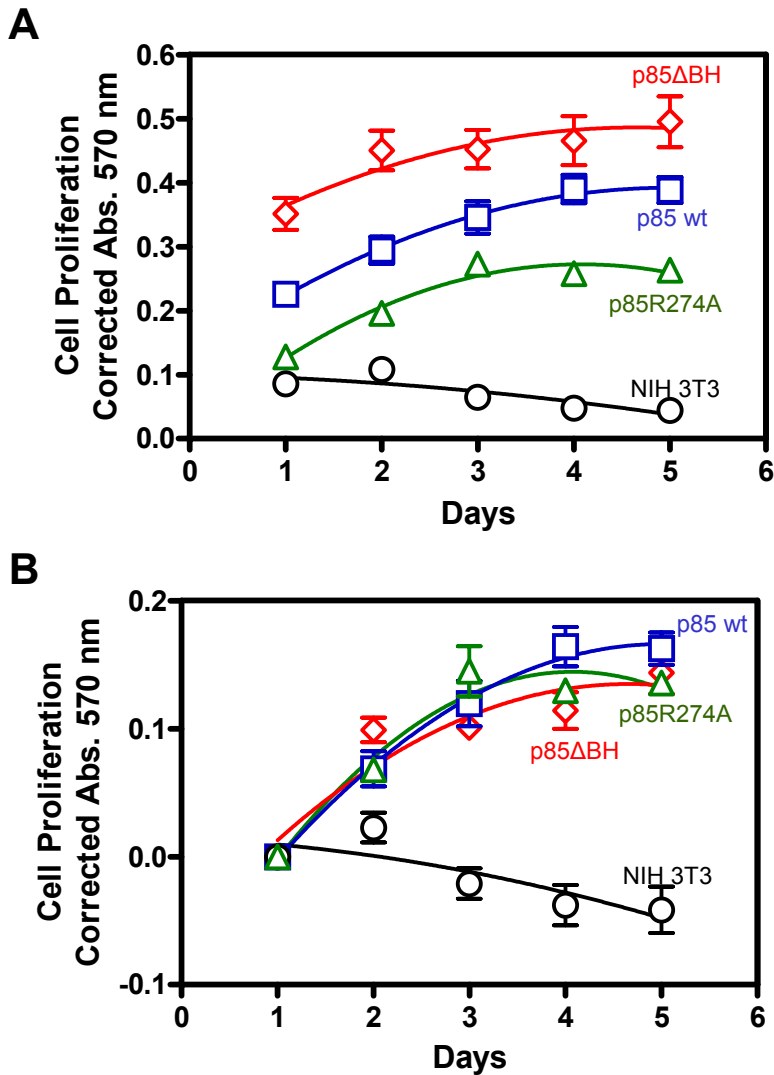 A
0.6
0.5
0.4
0.3
0.2
0.1
0.0
Cell Proliferation
Corrected Abs. 570 nm
p85ΔBH
p85 wt
p85R274A
NIH 3T3
0 1 2 3 4 5 6
Days
B
0.2
0.1
0.0
-0.1
Cell Proliferation
Corrected Abs. 570 nm
p85 wt
p85R274A
p85ΔBH
NIH 3T3
0 1 2 3 4 5 6
Days